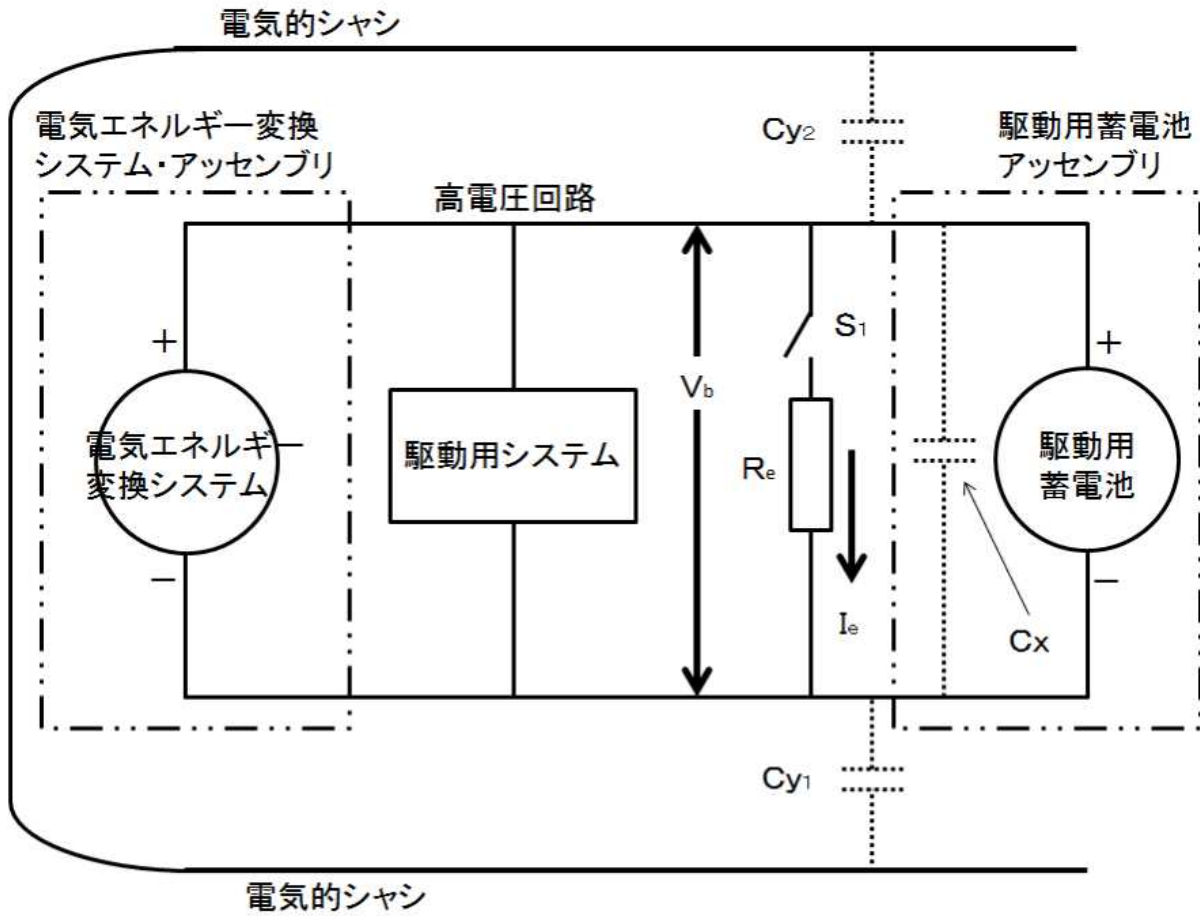 電気的シャシ
電気エネルギー変換
システム・アッセンブリ
Cy2
駆動用蓄電池
アッセンブリ
高電圧回路
+
電気エネルギー
変換システム
−
駆動用システム
Vb
S1
Re
Ie
Cx
+
駆動用
蓄電池
−
Cy1
電気的シャシ